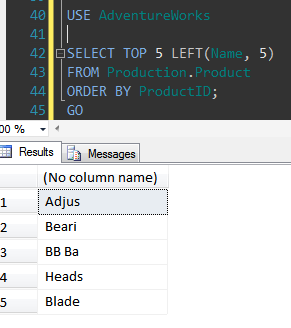 40 USE AdventureWorks
41
42 SELECT TOP 5 LEFT(Name, 5)
43 FROM Production.Product
44 ORDER BY ProductID;
45 GO
00 %
Results Messages
(No column name)
1 Adjus
2 Beari
3 BB Ba
4 Heads
5 Blade